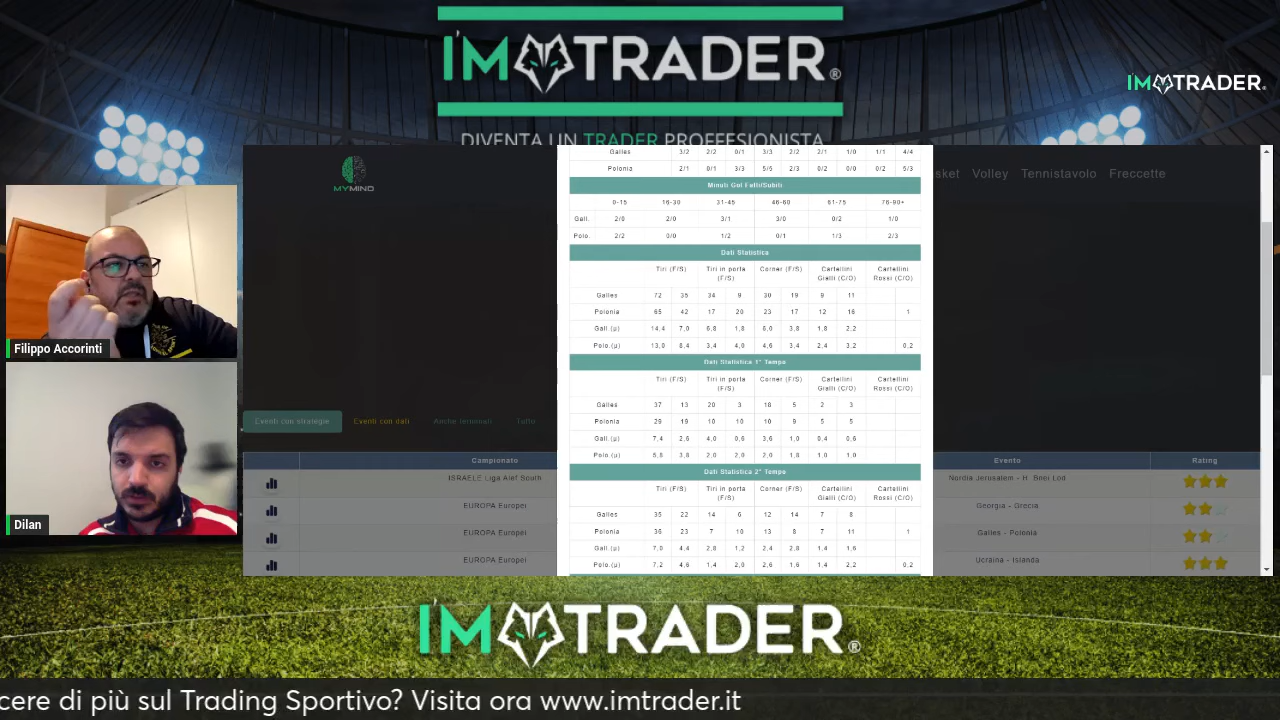 I'M TRADER®
DIVENTA UN TRADER PROFFESIONISTA
I'M TRADER®
MYMIND
sket Volley Tennistavolo Freccette
Galles 3/2 2/2 0/1 3/3 2/2 2/1 1/0 1/1 4/4
Polonia 2/1 0/1 3/3 5/5 2/3 0/2 0/0 0/2 5/3
Minuti Gol Fatti/Subiti
0-15 16-30 31-45 46-60 61-75 76-90+
Gall. 2/0 2/0 3/1 3/0 0/2 1/0
Polo. 2/2 0/0 1/2 0/1 1/3 2/3
Dati Statistica
Tiri (F/S) Tiri in porta (F/S) Corner (F/S) Cartellini Gialli (C/O) Cartellini Rossi (C/O)
Galles 72 35 34 9 30 19 9 11
Polonia 65 42 17 20 23 17 12 16 1
Gall.(μ) 14,4 7,0 6,8 1,8 6,0 3,8 1,8 2,2
Polo.(μ) 13,0 8,4 3,4 4,0 4,6 3,4 2,4 3,2 0,2
Dati Statistica 1° Tempo
Tiri (F/S) Tiri in porta (F/S) Corner (F/S) Cartellini Gialli (C/O) Cartellini Rossi (C/O)
Galles 37 13 20 3 18 5 2 3
Polonia 29 19 10 10 10 9 5 5
Gall.(μ) 7,4 2,6 4,0 0,6 3,6 1,0 0,4 0,6
Polo.(μ) 5,8 3,8 2,0 2,0 2,0 1,8 1,0 1,0
Dati Statistica 2° Tempo
Tiri (F/S) Tiri in porta (F/S) Corner (F/S) Cartellini Gialli (C/O) Cartellini Rossi (C/O)
Galles 35 22 14 6 12 14 7 8
Polonia 36 23 7 10 13 8 7 11 1
Gall.(μ) 7,0 4,4 2,8 1,2 2,4 2,8 1,4 1,6
Polo.(μ) 7,2 4,6 1,4 2,0 2,6 1,6 1,4 2,2 0,2
Eventi con strategie Eventi con dati Anche terminati Tutte
Campionato Evento Rating
ISRAELE Liga Alef South Nordia Jerusalem - H. Bnei Lod
EUROPA Europei Georgia - Grecia
EUROPA Europei Galles - Polonia
EUROPA Europei Ucraina - Islanda
Filippo Accorinti
Dilan
I'M TRADER®
cere di più sul Trading Sportivo? Visita ora www.imtrader.it